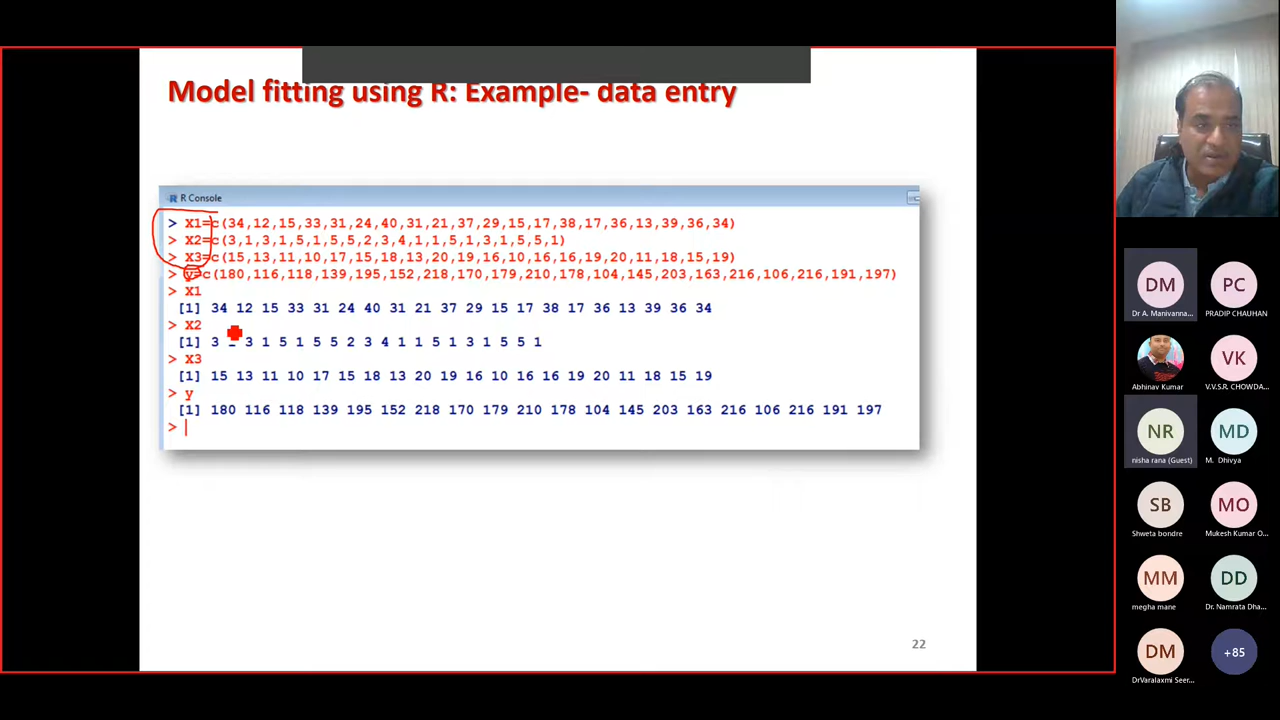 Model fitting using R: Example- data entry
R Console
> X1=c(34,12,15,33,31,24,40,31,21,37,29,15,17,38,17,36,13,39,36,34)
> X2=c(3,1,3,1,5,1,5,5,2,3,4,1,1,5,1,3,1,5,5,1)
> X3=c(15,13,11,10,17,15,18,13,20,19,16,10,16,16,19,20,11,18,15,19)
> y=c(180,116,118,139,195,152,218,170,179,210,178,104,145,203,163,216,106,216,191,197)
> X1
[1] 34 12 15 33 31 24 40 31 21 37 29 15 17 38 17 36 13 39 36 34
> X2
[1] 3 1 3 1 5 1 5 5 2 3 4 1 1 5 1 3 1 5 5 1
> X3
[1] 15 13 11 10 17 15 18 13 20 19 16 10 16 16 19 20 11 18 15 19
> y
[1] 180 116 118 139 195 152 218 170 179 210 178 104 145 203 163 216 106 216 191 197
>
22
DM
Dr A. Manivanna...
PC
PRADIP CHAUHAN
Abhinav Kumar
VK
V.V.S.R. CHOWDA...
NR
nisha rana (Guest)
MD
M. Dhivya
SB
Shweta bondre
MO
Mukesh Kumar O...
MM
megha mane
DD
Dr. Namrata Dha...
DM
DrVaralaxmi Seer...
+85